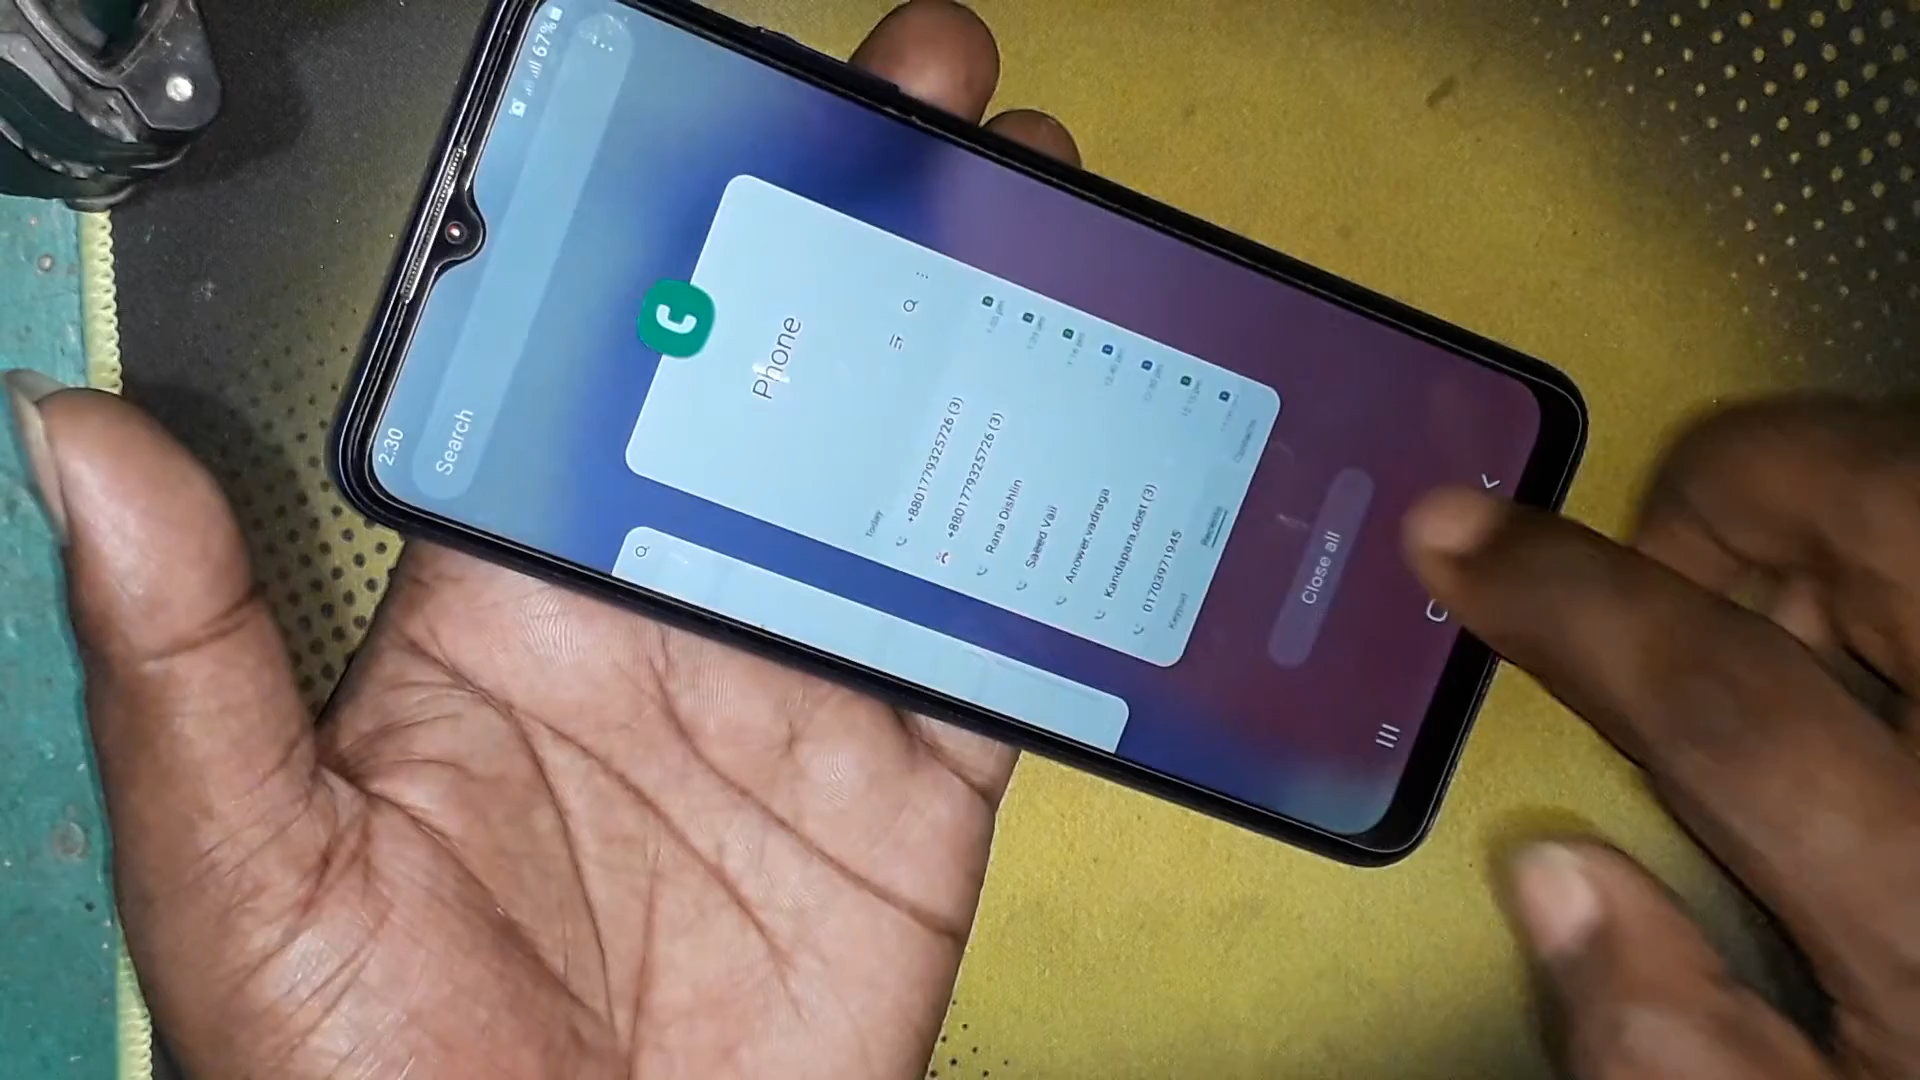 2:30
67%
Search
Phone
Today
+8801779325726 (3)
+8801779325726 (3)
Rana Dishlin
Saeed Vaii
Anower.vadraga
Kandapara,dost (3)
01703971945
Keypad
Recents
Contacts
Close all